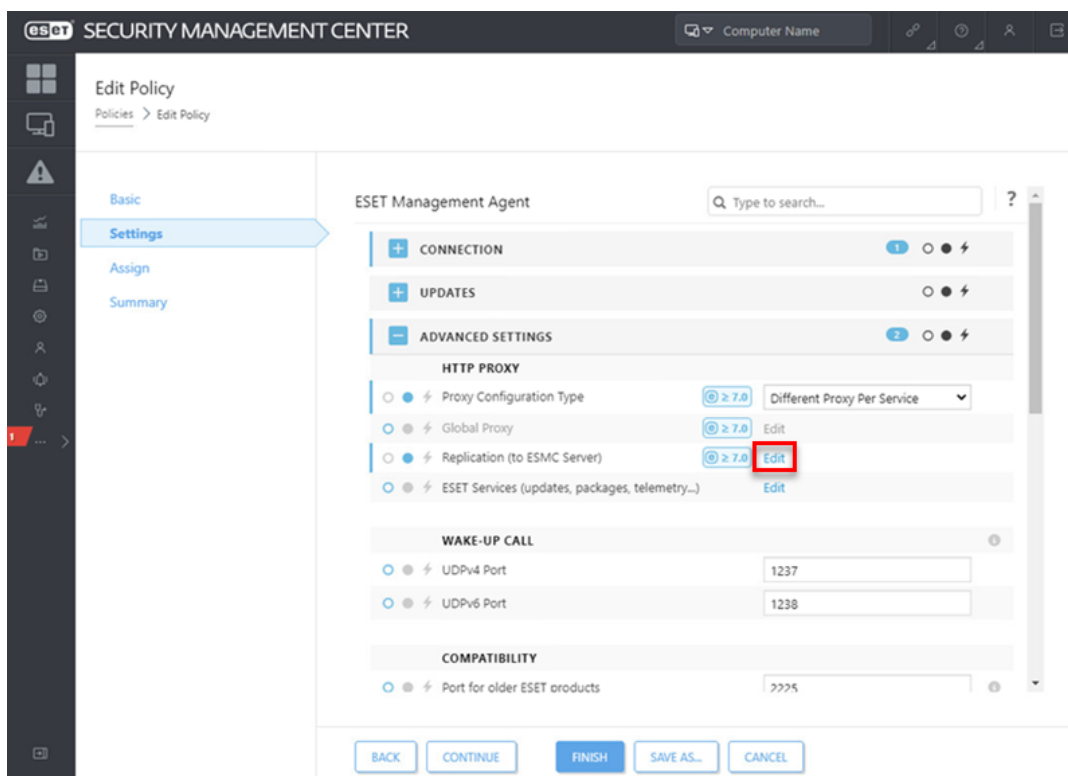 eset SECURITY MANAGEMENT CENTER Computer Name
Edit Policy
Policies > Edit Policy
Basic
Settings
Assign
Summary
ESET Management Agent Type to search... ?
CONNECTION 1
UPDATES
ADVANCED SETTINGS 2
HTTP PROXY
Proxy Configuration Type ≥ 7.0 Different Proxy Per Service
Global Proxy ≥ 7.0 Edit
Replication (to ESMC Server) ≥ 7.0 Edit
ESET Services (updates, packages, telemetry...) Edit
WAKE-UP CALL
UDPv4 Port 1237
UDPv6 Port 1238
COMPATIBILITY
Port for older ESET products 2225
1 ...
BACK CONTINUE FINISH SAVE AS... CANCEL